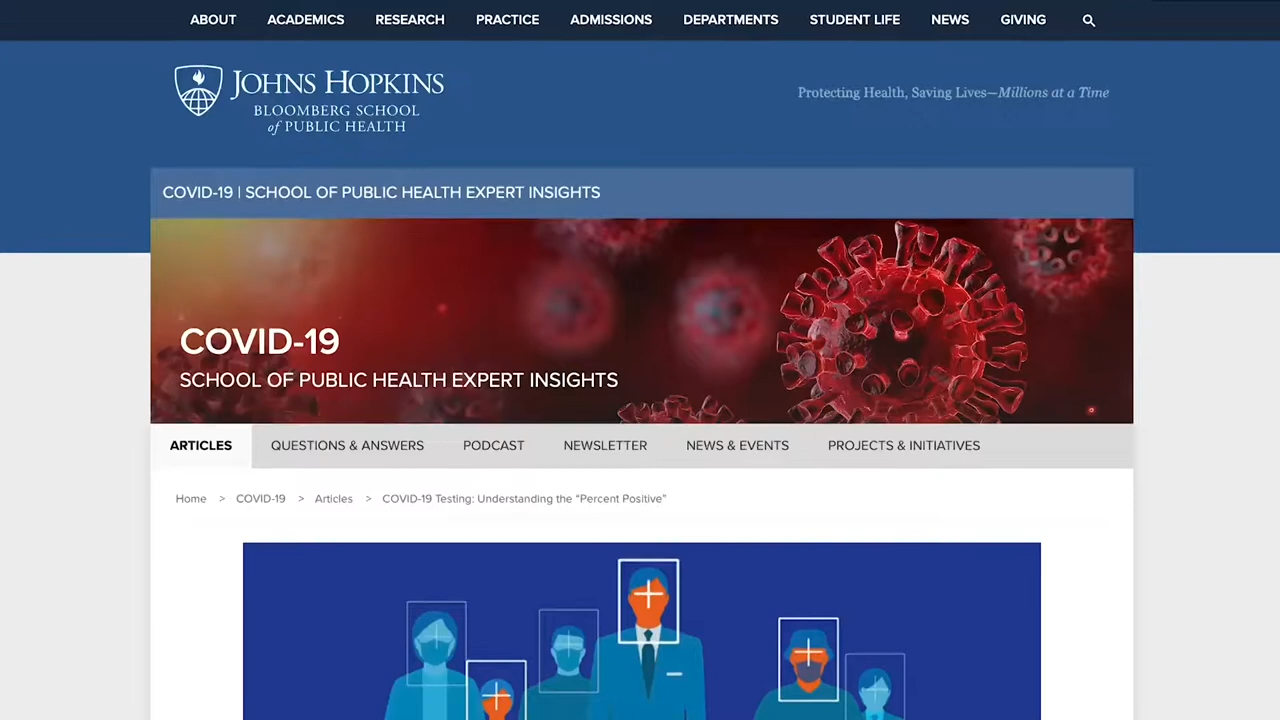 ABOUT ACADEMICS RESEARCH PRACTICE ADMISSIONS DEPARTMENTS STUDENT LIFE NEWS GIVING
JOHNS HOPKINS
BLOOMBERG SCHOOL
of PUBLIC HEALTH
Protecting Health, Saving Lives—Millions at a Time
COVID-19 | SCHOOL OF PUBLIC HEALTH EXPERT INSIGHTS
COVID-19
SCHOOL OF PUBLIC HEALTH EXPERT INSIGHTS
ARTICLES QUESTIONS & ANSWERS PODCAST NEWSLETTER NEWS & EVENTS PROJECTS & INITIATIVES
Home > COVID-19 > Articles > COVID-19 Testing: Understanding the “Percent Positive”